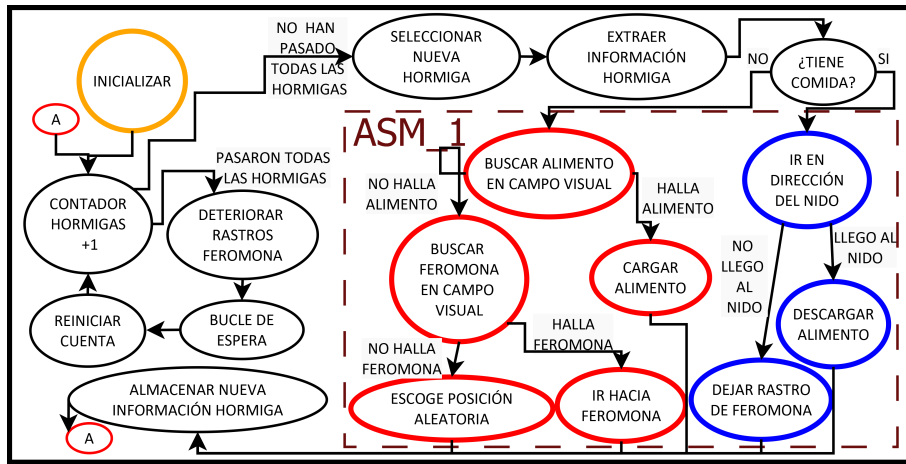 INICIALIZAR
A
NO HAN
PASADO
TODAS LAS
HORMIGAS
SELECCIONAR
NUEVA
HORMIGA
EXTRAER
INFORMACIÓN
HORMIGA
NO
¿TIENE
COMIDA?
SI
CONTADOR
HORMIGAS
+1
PASARON TODAS
LAS HORMIGAS
DETERIORAR
RASTROS
FEROMONA
REINICIAR
CUENTA
BUCLE DE
ESPERA
ALMACENAR NUEVA
INFORMACIÓN HORMIGA
A
ASM_1
BUSCAR ALIMENTO
EN CAMPO VISUAL
NO HALLA
ALIMENTO
HALLA
ALIMENTO
BUSCAR
FEROMONA
EN CAMPO
VISUAL
CARGAR
ALIMENTO
NO HALLA
FEROMONA
HALLA
FEROMONA
ESCOGE POSICIÓN
ALEATORIA
IR HACIA
FEROMONA
IR EN
DIRECCIÓN
DEL NIDO
NO
LLEGO
AL
NIDO
LLEGO AL
NIDO
DESCARGAR
ALIMENTO
DEJAR RASTRO
DE FEROMONA